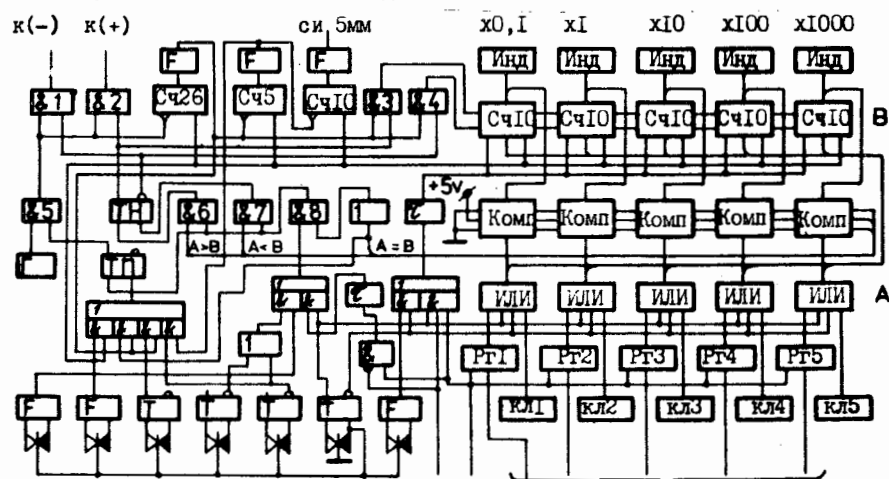 к(-) к(+) си 5мм х0,1 х1 х10 х100 х1000
F F F Инд Инд Инд Инд Инд
&1 &2 Сч26 Сч5 Сч10 &3 &4 Сч10 Сч10 Сч10 Сч10 Сч10 B
+5v
&5 &6 &7 &8 1 Комп Комп Комп Комп Комп
A>B A<B A=B
ИЛИ ИЛИ ИЛИ ИЛИ ИЛИ A
1 & Рг1 Рг2 Рг3 Рг4 Рг5
кл1 кл2 кл3 кл4 кл5
F F T T T T F